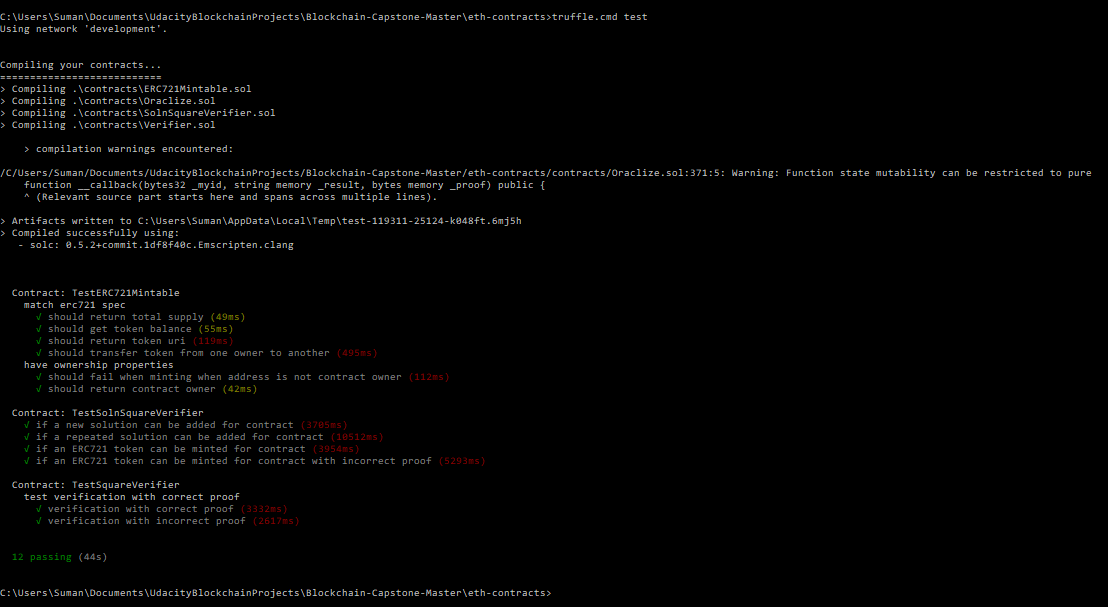 C:\Users\Suman\Documents\UdacityBlockchainProjects\Blockchain-Capstone-Master\eth-contracts>truffle.cmd test
Using network 'development'.
Compiling your contracts...
===========================
> Compiling .\contracts\ERC721Mintable.sol
> Compiling .\contracts\Oraclize.sol
> Compiling .\contracts\SolnSquareVerifier.sol
> Compiling .\contracts\Verifier.sol
> compilation warnings encountered:
/C/Users/Suman/Documents/UdacityBlockchainProjects/Blockchain-Capstone-Master/eth-contracts/contracts/Oraclize.sol:371:5: Warning: Function state mutability can be restricted to pure
function __callback(bytes32 _myid, string memory _result, bytes memory _proof) public {
^ (Relevant source part starts here and spans across multiple lines).
> Artifacts written to C:\Users\Suman\AppData\Local\Temp\test-119311-25124-k048ft.6mj5h
> Compiled successfully using:
- solc: 0.5.2+commit.1df8f40c.Emscripten.clang
Contract: TestERC721Mintable
match erc721 spec
√ should return total supply (49ms)
√ should get token balance (55ms)
√ should return token uri (119ms)
√ should transfer token from one owner to another (495ms)
have ownership properties
√ should fail when minting when address is not contract owner (112ms)
√ should return contract owner (42ms)
Contract: TestSolnSquareVerifier
√ if a new solution can be added for contract (3705ms)
√ if a repeated solution can be added for contract (10512ms)
√ if an ERC721 token can be minted for contract (3954ms)
√ if an ERC721 token can be minted for contract with incorrect proof (5293ms)
Contract: TestSquareVerifier
test verification with correct proof
√ verification with correct proof (3332ms)
√ verification with incorrect proof (2617ms)
12 passing (44s)
C:\Users\Suman\Documents\UdacityBlockchainProjects\Blockchain-Capstone-Master\eth-contracts>